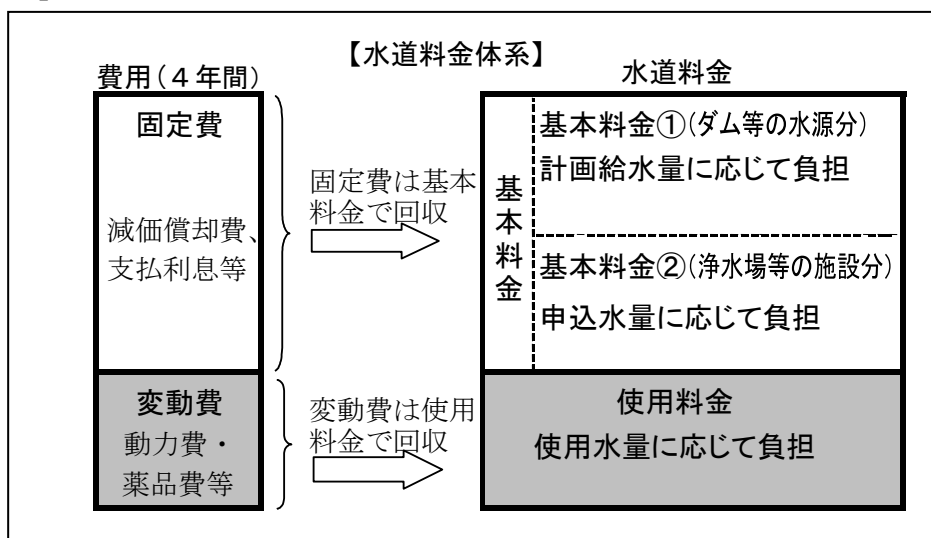 【水道料金体系】
費用（４年間）
固定費
減価償却費、
支払利息等
変動費
動力費・
薬品費等
固定費は基本
料金で回収
変動費は使用
料金で回収
水道料金
基本料金
基本料金①(ダム等の水源分)
計画給水量に応じて負担
基本料金②(浄水場等の施設分)
申込水量に応じて負担
使用料金
使用水量に応じて負担